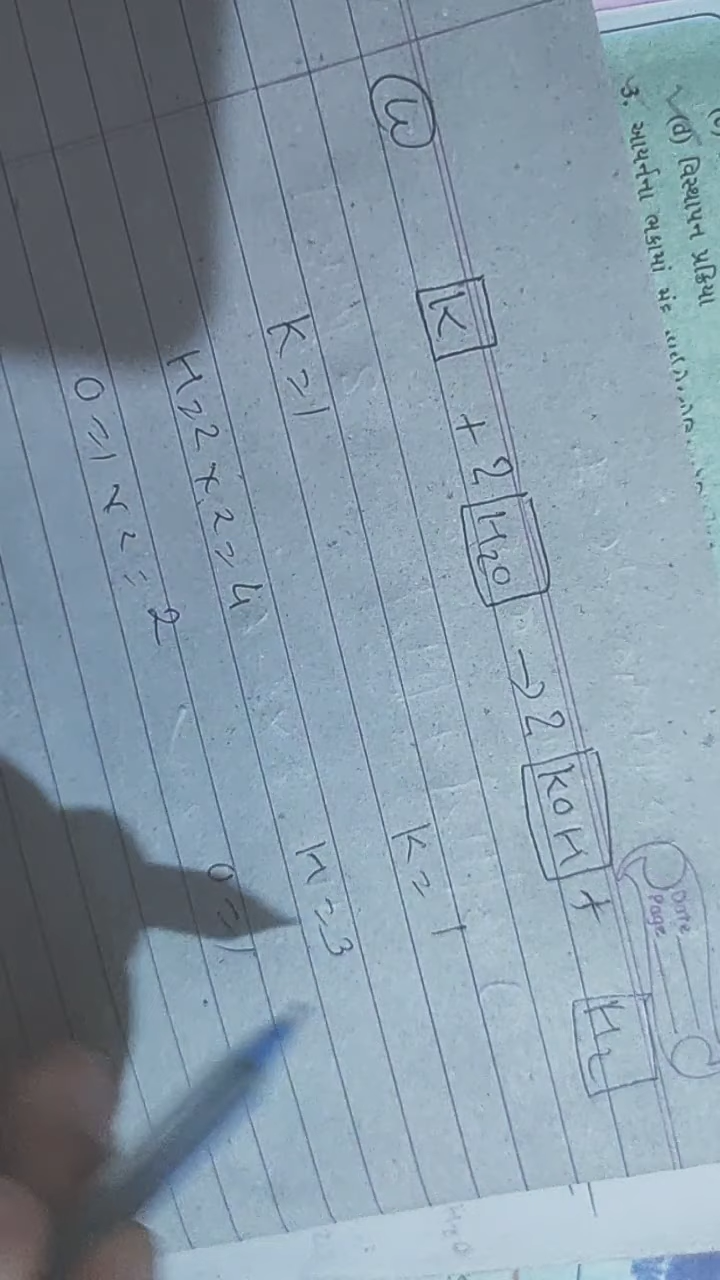 (d) વિસ્થાપન પ્રક્રિયા
3. આયર્નના ભૂકામાં મંદ
Date
Page
(W) K + 2 H2O → 2 KOH + H2
K = 1 K = 1
H = 2 × 2 = 4 H = 3
O = 1 × 2 = 2 O = 1